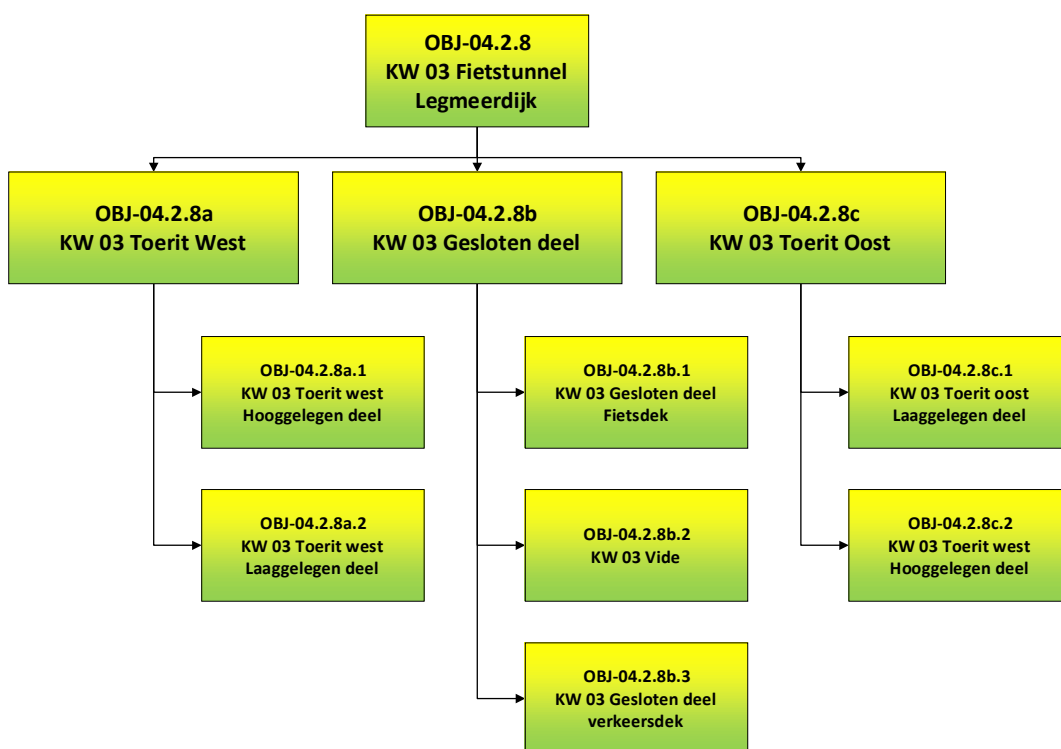 OBJ-04.2.8
KW 03 Fietstunnel
Legmeerdijk
OBJ-04.2.8a
KW 03 Toerit West
OBJ-04.2.8b
KW 03 Gesloten deel
OBJ-04.2.8c
KW 03 Toerit Oost
OBJ-04.2.8a.1
KW 03 Toerit west
Hooggelegen deel
OBJ-04.2.8b.1
KW 03 Gesloten deel
Fietsdek
OBJ-04.2.8c.1
KW 03 Toerit oost
Laaggelegen deel
OBJ-04.2.8a.2
KW 03 Toerit west
Laaggelegen deel
OBJ-04.2.8b.2
KW 03 Vide
OBJ-04.2.8c.2
KW 03 Toerit west
Hooggelegen deel
OBJ-04.2.8b.3
KW 03 Gesloten deel
verkeersdek